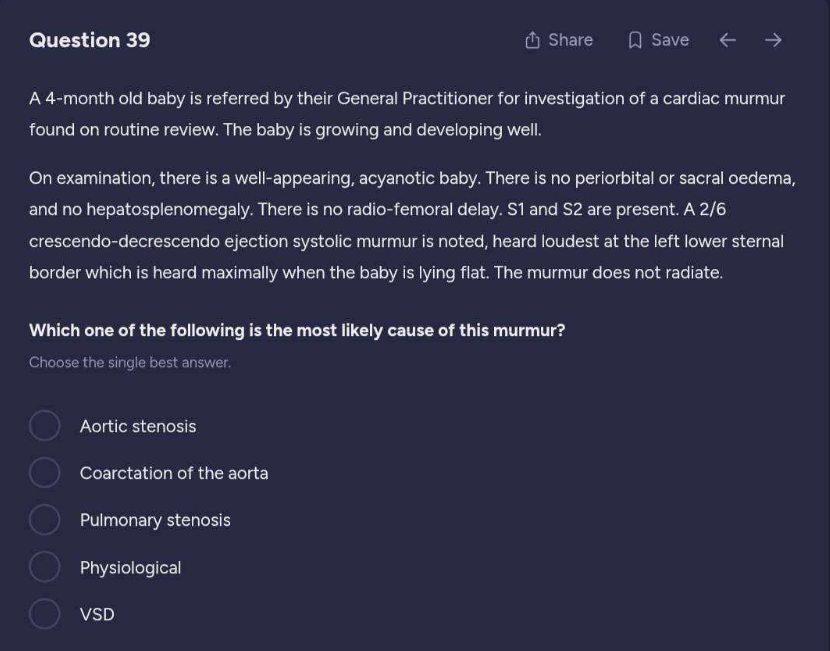 Question 39
Share
Save
A 4-month old baby is referred by their General Practitioner for investigation of a cardiac murmur
found on routine review. The baby is growing and developing well.
On examination, there is a well-appearing, acyanotic baby. There is no periorbital or sacral oedema,
and no hepatosplenomegaly. There is no radio-femoral delay. S1 and S2 are present. A 2/6
crescendo-decrescendo ejection systolic murmur is noted, heard loudest at the left lower sternal
border which is heard maximally when the baby is lying flat. The murmur does not radiate.
Which one of the following is the most likely cause of this murmur?
Choose the single best answer.
Aortic stenosis
Coarctation of the aorta
Pulmonary stenosis
Physiological
VSD